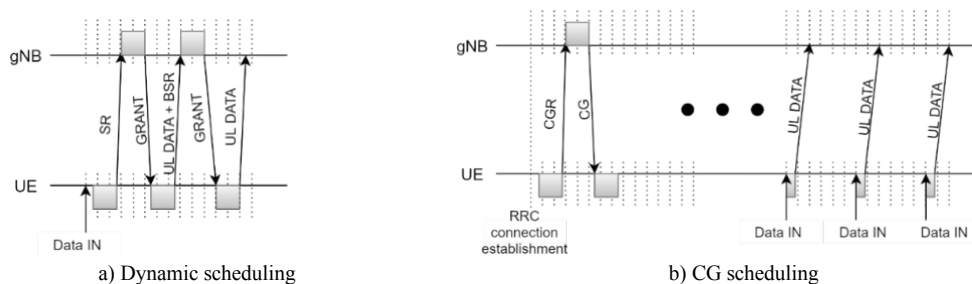 gNB
SR
GRANT
UL DATA + BSR
GRANT
UL DATA
UE
Data IN
a) Dynamic scheduling
gNB
CGR
CG
UL DATA
UL DATA
UL DATA
UE
RRC
connection
establishment
Data IN
Data IN
Data IN
b) CG scheduling